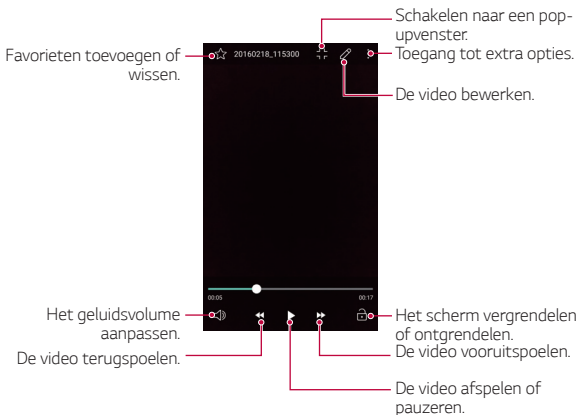 Schakelen naar een pop-
upvenster.
Favorieten toevoegen of
wissen.
20160218_115300
Toegang tot extra opties.
De video bewerken.
00:05
00:17
Het geluidsvolume
aanpassen.
Het scherm vergrendelen
of ontgrendelen.
De video terugspoelen.
De video vooruitspoelen.
De video afspelen of
pauzeren.